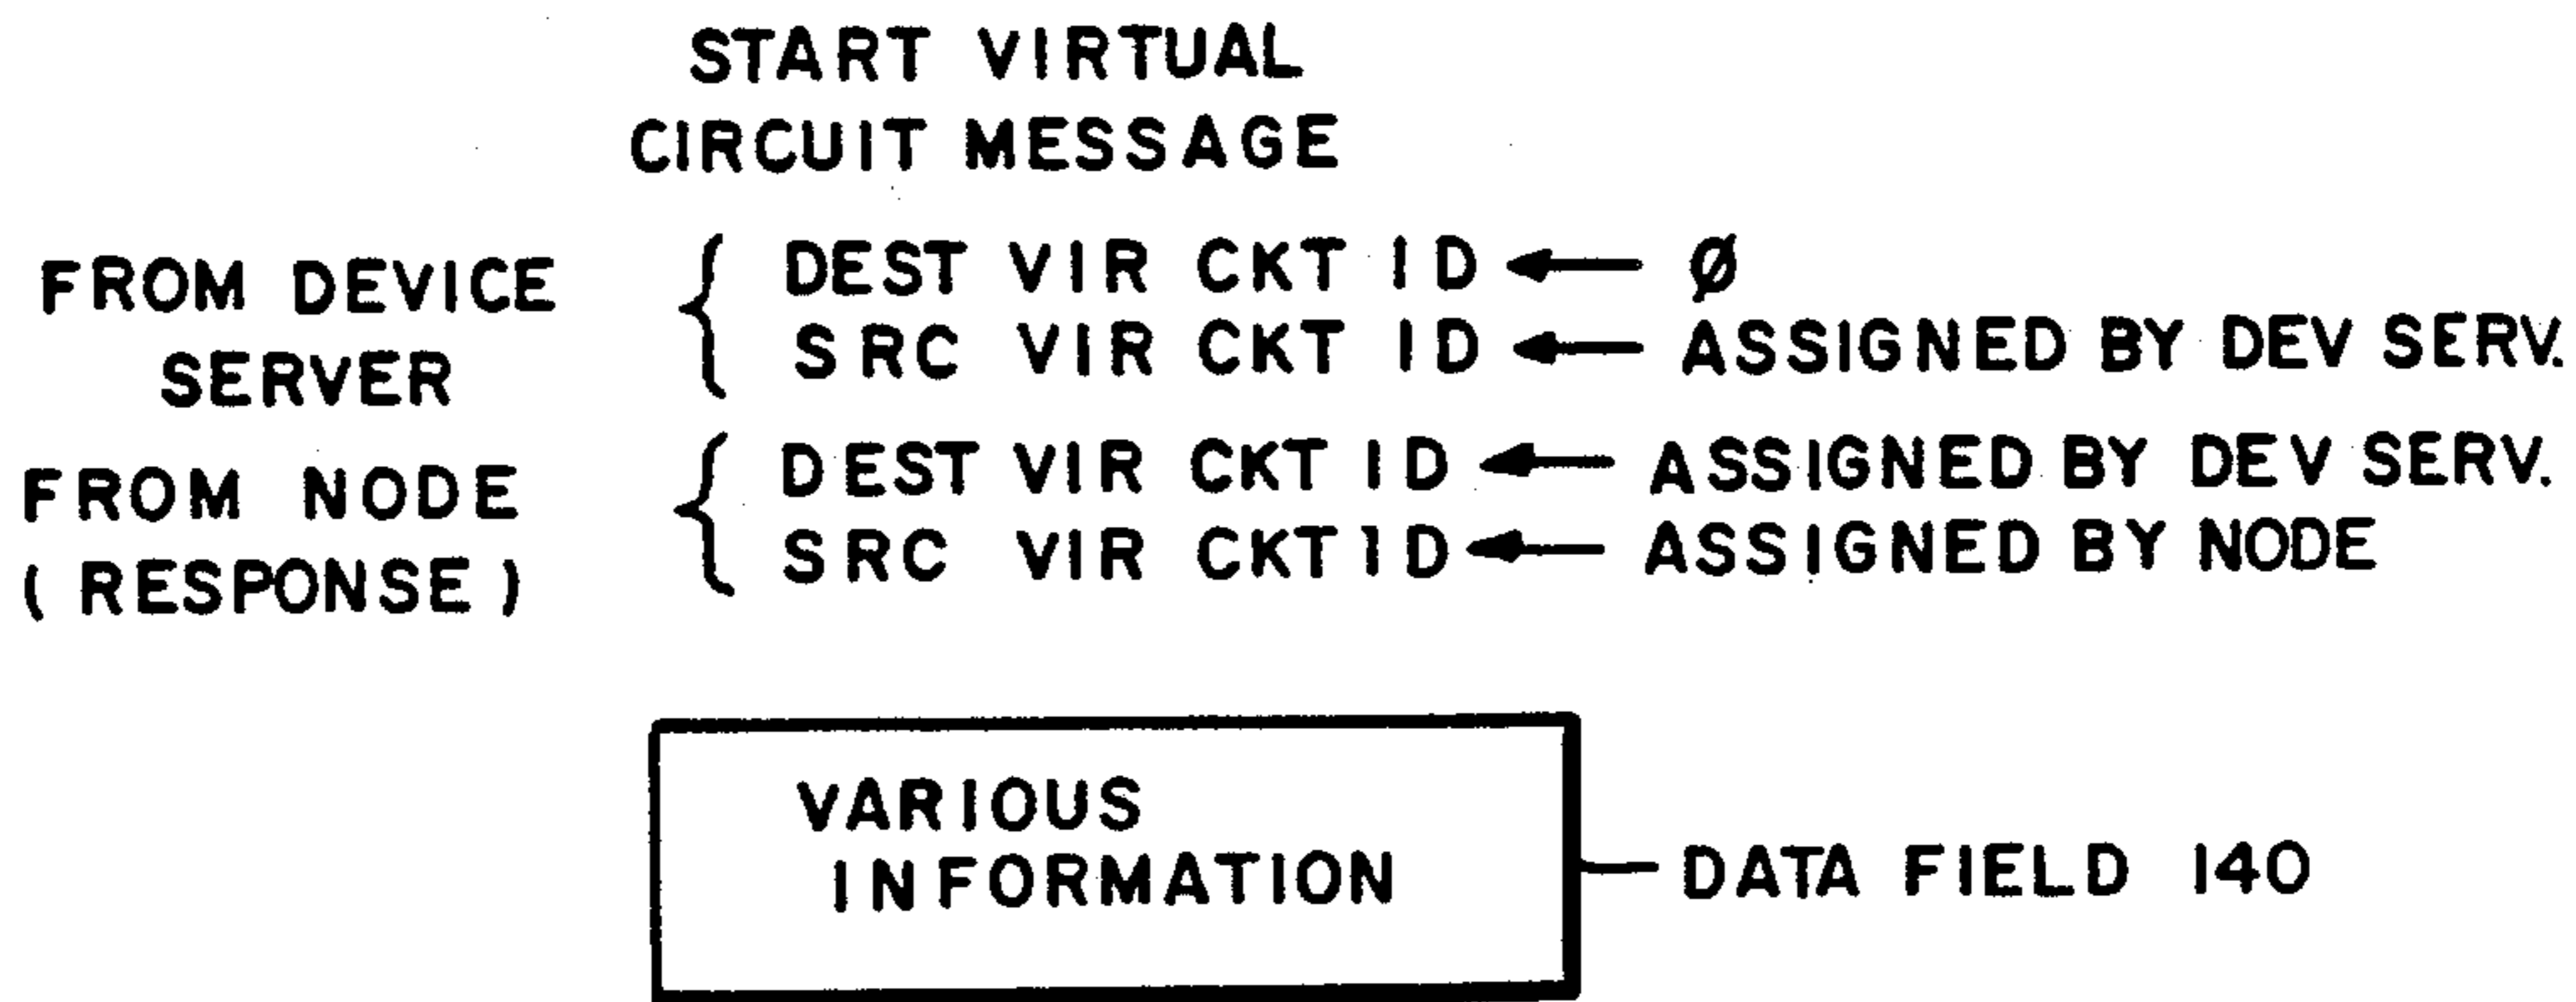 START VIRTUAL
CIRCUIT MESSAGE
FROM DEVICE
SERVER
DEST VIR CKT ID ← Ø
SRC VIR CKT ID ← ASSIGNED BY DEV SERV.
FROM NODE
( RESPONSE )
DEST VIR CKT ID ← ASSIGNED BY DEV SERV.
SRC VIR CKT ID ← ASSIGNED BY NODE
VARIOUS
INFORMATION
DATA FIELD 140